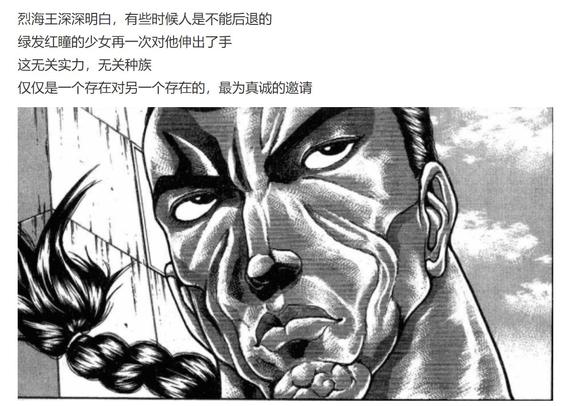 烈海王深深明白，有些时候人是不能后退的
绿发红瞳的少女再一次对他伸出了手
这无关实力，无关种族
仅仅是一个存在对另一个存在的，最为真诚的邀请